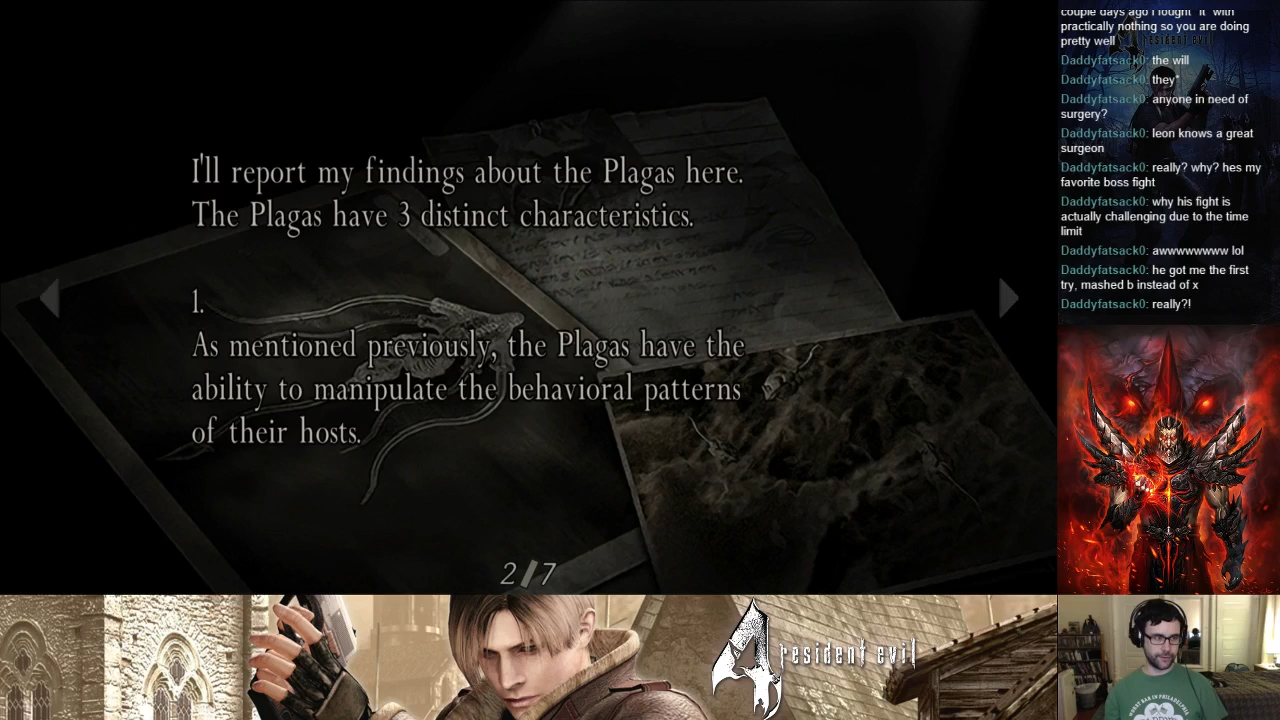 I'll report my findings about the Plagas here.
The Plagas have 3 distinct characteristics.
1.
As mentioned previously, the Plagas have the
ability to manipulate the behavioral patterns
of their hosts.
2/7
couple days ago i fought "it" with
practically nothing so you are doing
pretty well
Daddyfatsack0: the will
Daddyfatsack0: they*
Daddyfatsack0: anyone in need of
surgery?
Daddyfatsack0: leon knows a great
surgeon
Daddyfatsack0: really? why? hes my
favorite boss fight
Daddyfatsack0: why his fight is
actually challenging due to the time
limit
Daddyfatsack0: awwwwwwww lol
Daddyfatsack0: he got me the first
try, mashed b instead of x
Daddyfatsack0: really?!
resident evil
4
resident evil
4